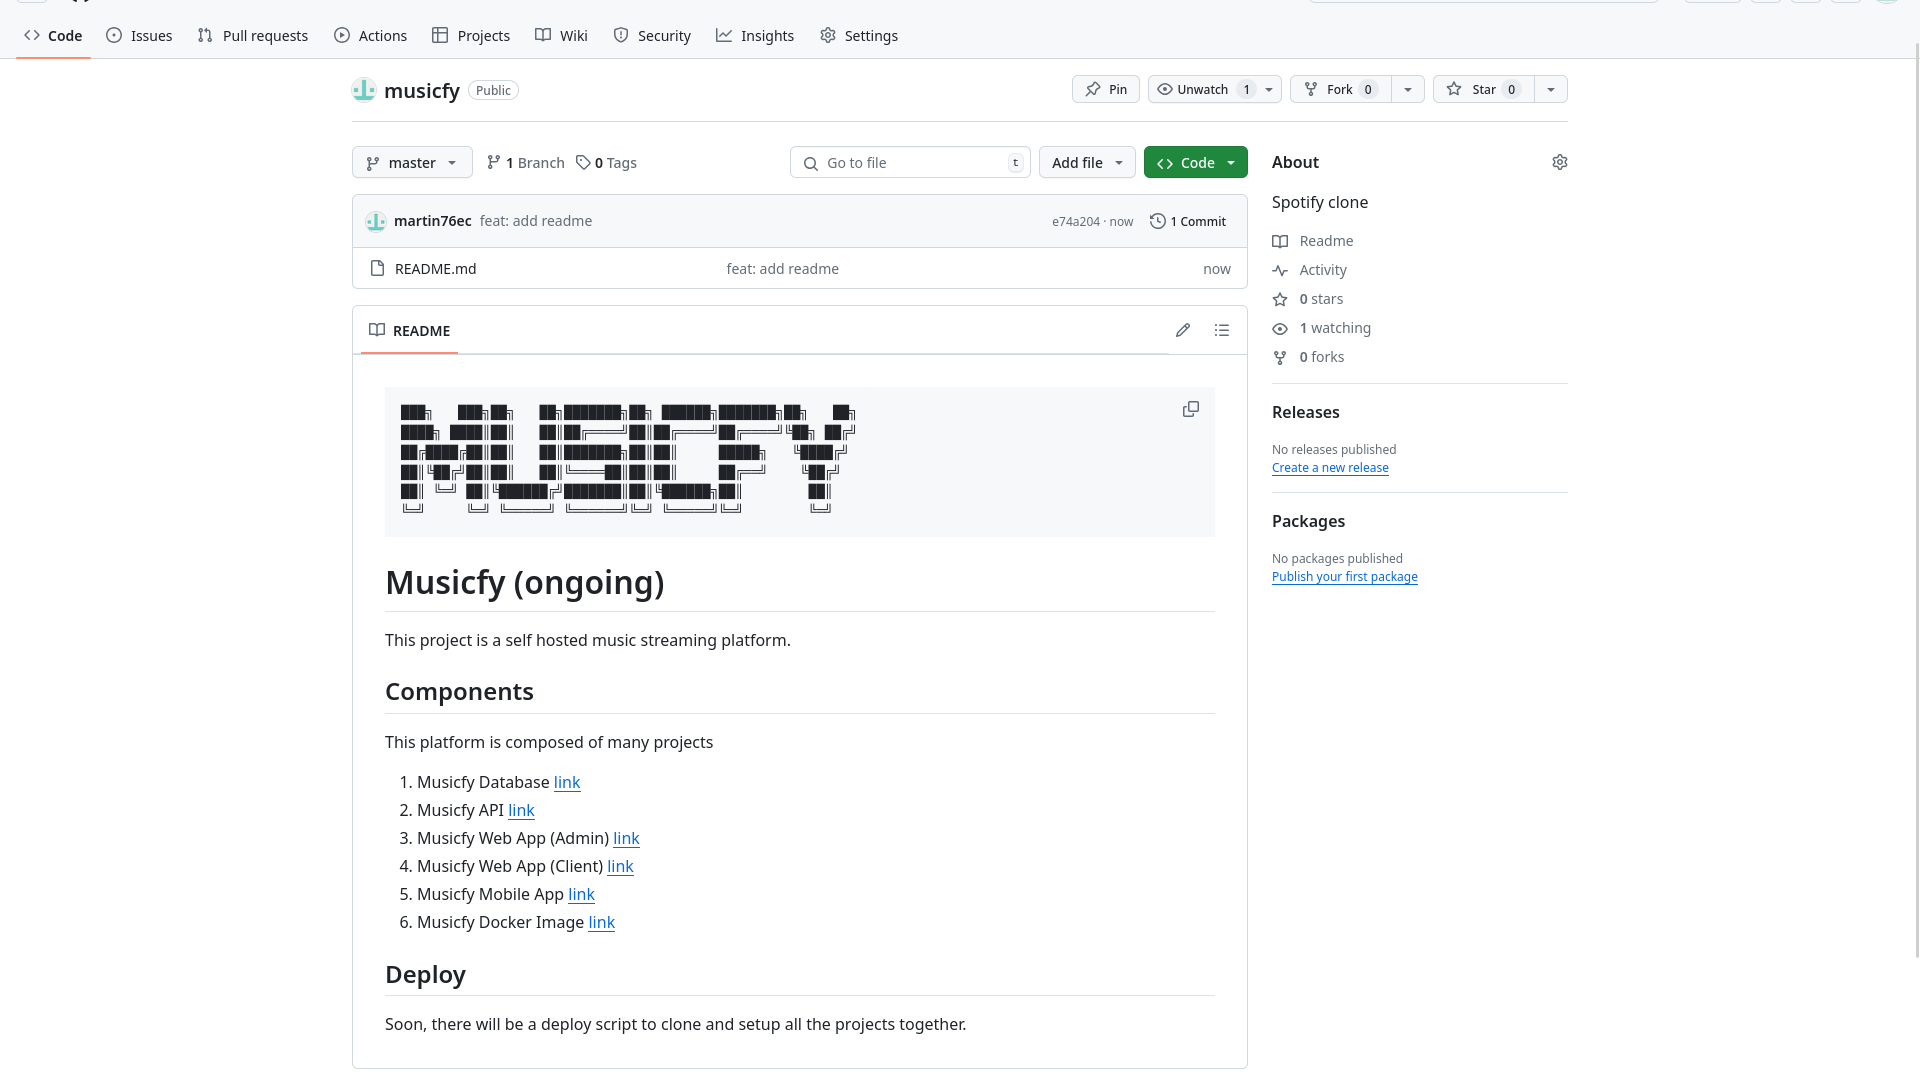 Code Issues Pull requests Actions Projects Wiki Security Insights Settings
musicfy Public Pin Unwatch 1 Fork 0 Star 0
master 1 Branch 0 Tags Go to file t Add file Code
martin76ec feat: add readme e74a204 · now 1 Commit
README.md feat: add readme now
README
MUSICFY
Musicfy (ongoing)
This project is a self hosted music streaming platform.
Components
This platform is composed of many projects
1. Musicfy Database link
2. Musicfy API link
3. Musicfy Web App (Admin) link
4. Musicfy Web App (Client) link
5. Musicfy Mobile App link
6. Musicfy Docker Image link
Deploy
Soon, there will be a deploy script to clone and setup all the projects together.
About
Spotify clone
Readme
Activity
0 stars
1 watching
0 forks
Releases
No releases published
Create a new release
Packages
No packages published
Publish your first package